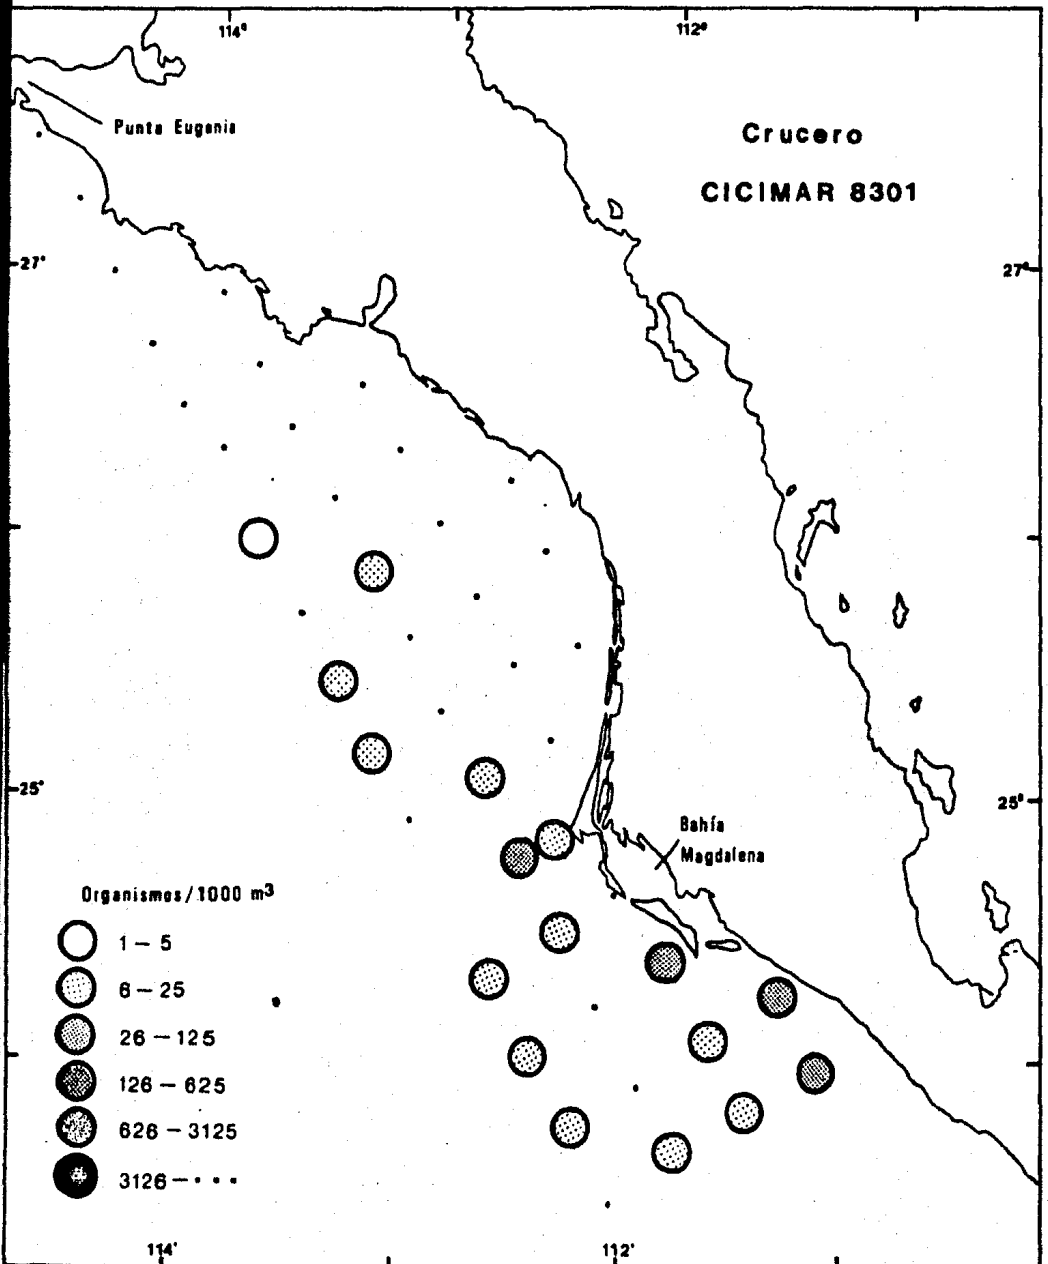 114° 112°
Punta Eugenia
Crucero
CICIMAR 8301
27° 27°
25° 25°
Bahía
Magdalena
Organismos/1000 m³
1 – 5
6 – 25
26 – 125
126 – 625
626 – 3125
3126 – · · ·
114° 112°